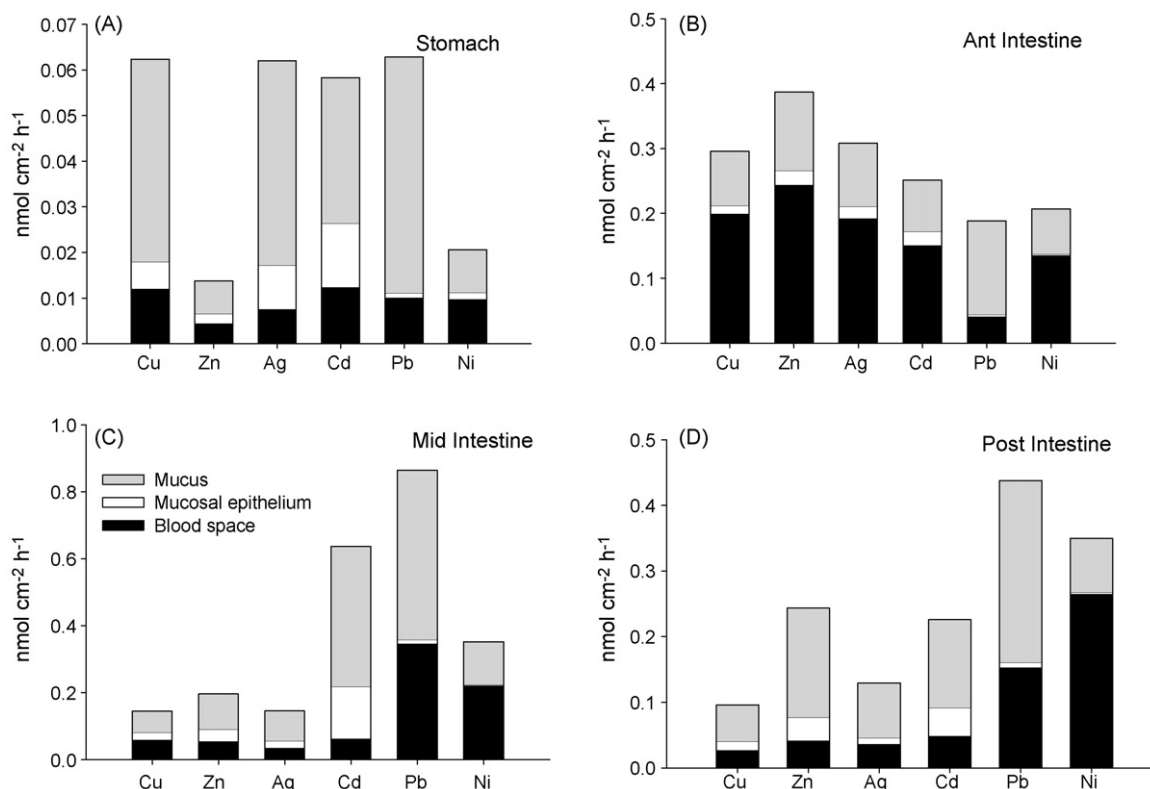 (A)
Stomach
nmol cm-2 h-1
0.07
0.06
0.05
0.04
0.03
0.02
0.01
0.00
Cu Zn Ag Cd Pb Ni
(B)
Ant Intestine
nmol cm-2 h-1
0.5
0.4
0.3
0.2
0.1
0.0
Cu Zn Ag Cd Pb Ni
(C)
Mid Intestine
Mucus
Mucosal epithelium
Blood space
nmol cm-2 h-1
1.0
0.8
0.6
0.4
0.2
0.0
Cu Zn Ag Cd Pb Ni
(D)
Post Intestine
nmol cm-2 h-1
0.5
0.4
0.3
0.2
0.1
0.0
Cu Zn Ag Cd Pb Ni